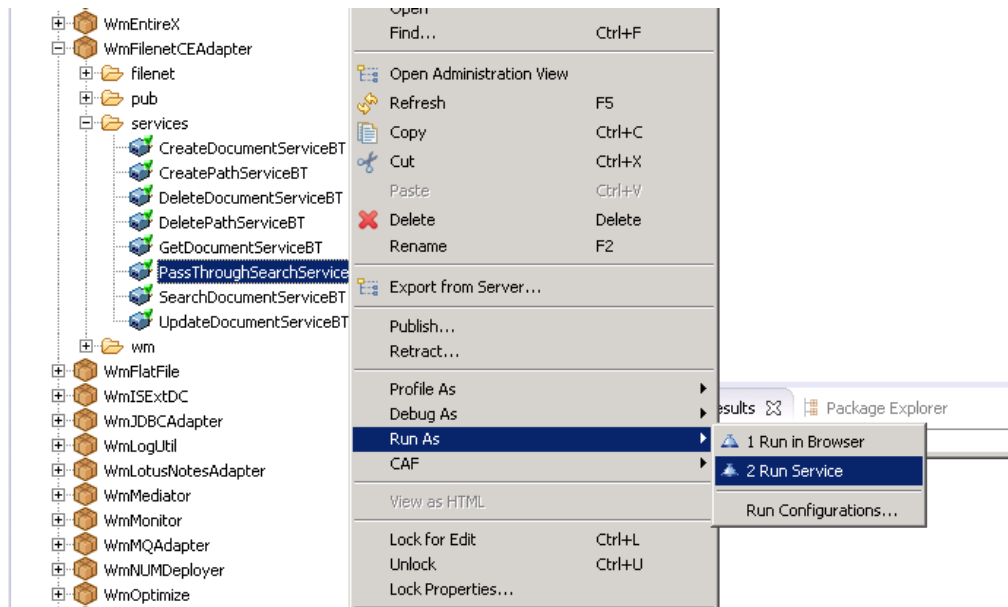 WmEntireX
WmFilenetCEAdapter
filenet
pub
services
CreateDocumentServiceBT
CreatePathServiceBT
DeleteDocumentServiceBT
DeletePathServiceBT
GetDocumentServiceBT
PassThroughSearchService
SearchDocumentServiceBT
UpdateDocumentServiceBT
wm
WmFlatFile
WmISExtDC
WmJDBCAdapter
WmLogUtil
WmLotusNotesAdapter
WmMediator
WmMonitor
WmMQAdapter
WmNUMDeployer
WmOptimize
Open
Find... Ctrl+F
Open Administration View
Refresh F5
Copy Ctrl+C
Cut Ctrl+X
Paste Ctrl+V
Delete Delete
Rename F2
Export from Server...
Publish...
Retract...
Profile As
Debug As
Run As
CAF
View as HTML
Lock for Edit Ctrl+L
Unlock Ctrl+U
Lock Properties...
esults Package Explorer
1 Run in Browser
2 Run Service
Run Configurations...